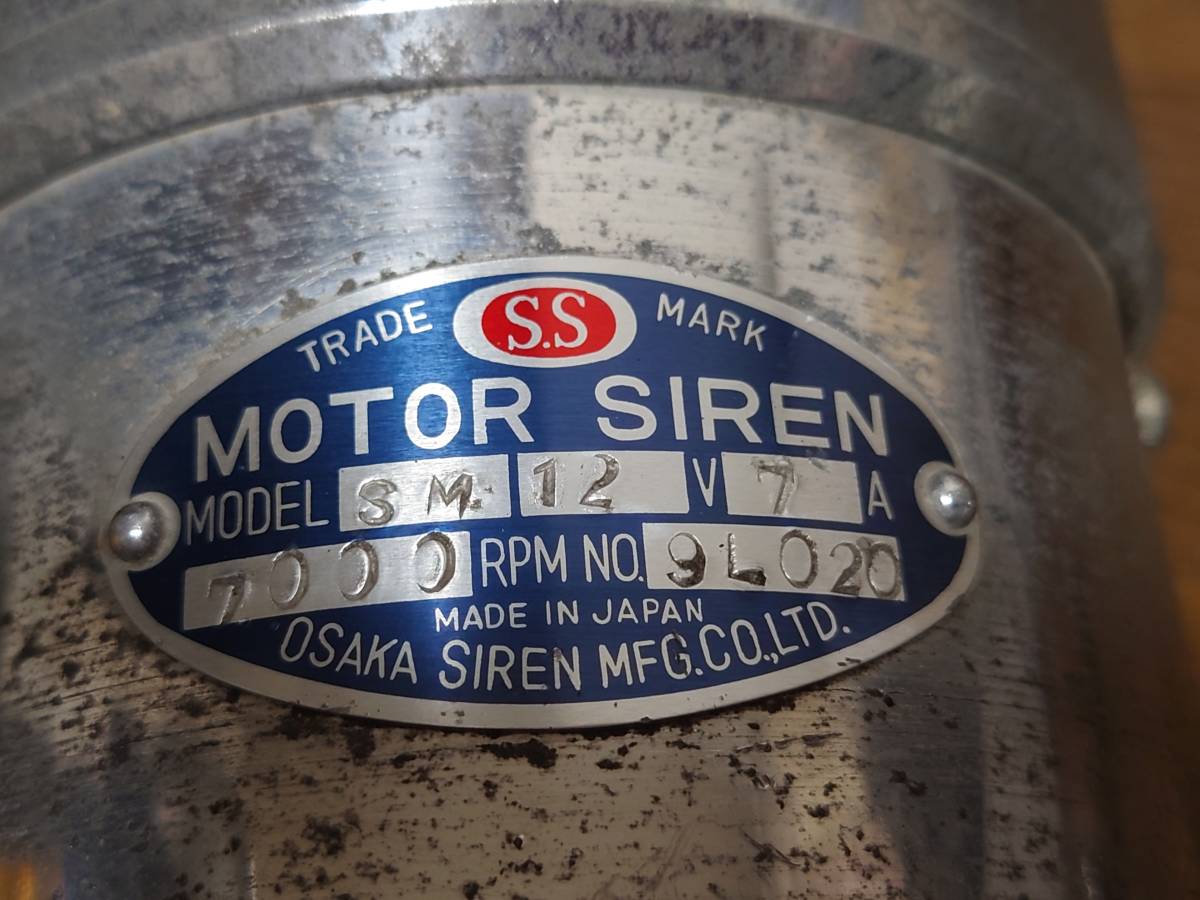 TRADE S.S MARK
MOTOR SIREN
MODEL SM 12 V 7 A
7000 RPM NO. 9L020
MADE IN JAPAN
OSAKA SIREN MFG.CO.,LTD.